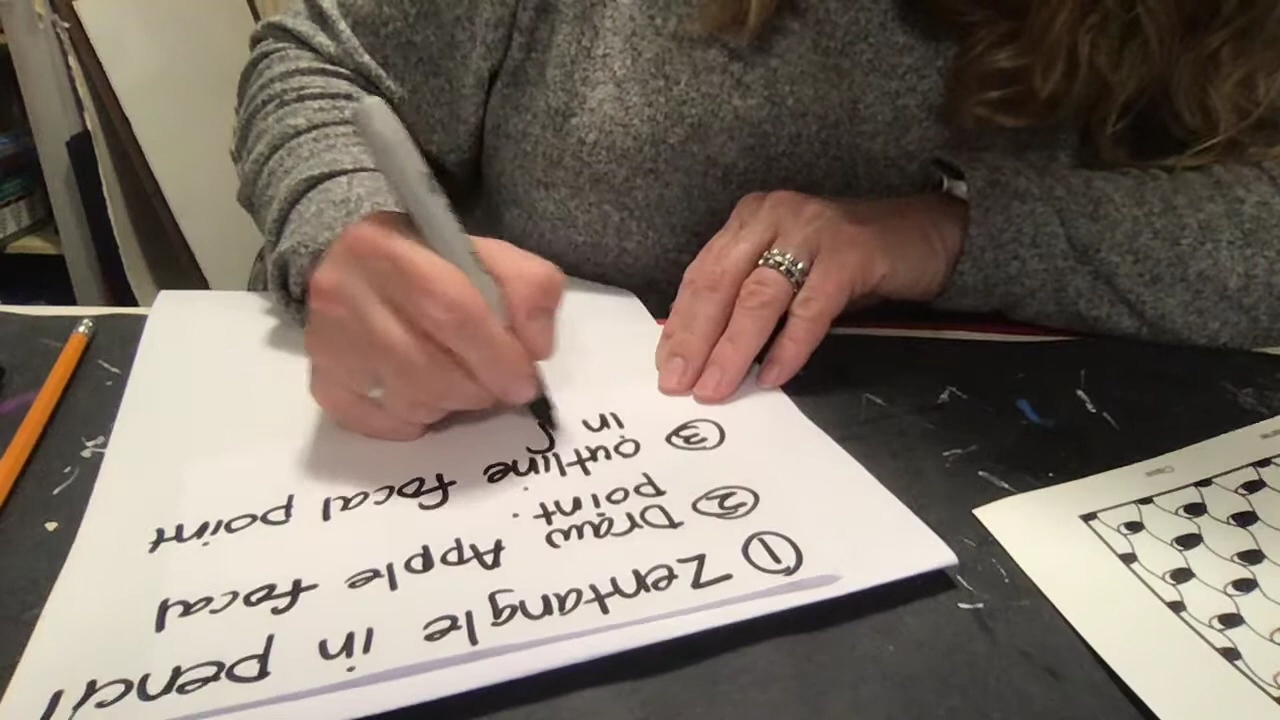 ① Zentangle in pencil
② Draw Apple focal
point.
③ outline focal point
in